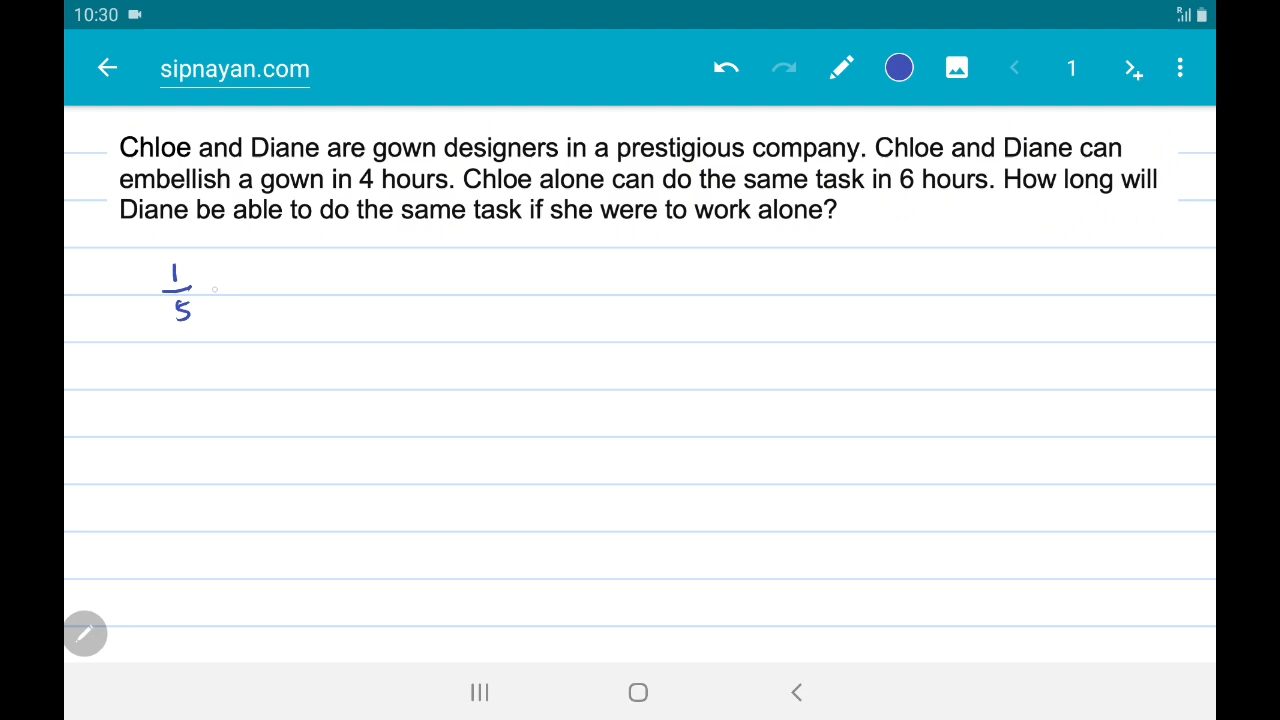 10:30
sipnayan.com
1
Chloe and Diane are gown designers in a prestigious company. Chloe and Diane can
embellish a gown in 4 hours. Chloe alone can do the same task in 6 hours. How long will
Diane be able to do the same task if she were to work alone?
1
5